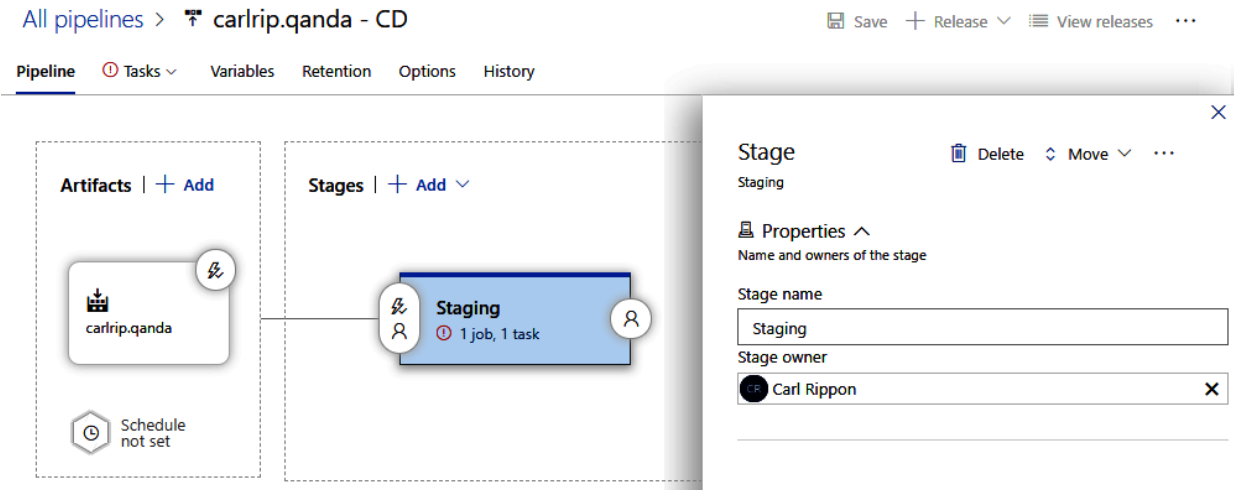 All pipelines > carlrip.qanda - CD
Save + Release View releases ...
Pipeline Tasks Variables Retention Options History
Artifacts | + Add
Stages | + Add
carlrip.qanda
Schedule
not set
Staging
1 job, 1 task
Stage
Delete Move ...
Staging
Properties
Name and owners of the stage
Stage name
Staging
Stage owner
CR Carl Rippon